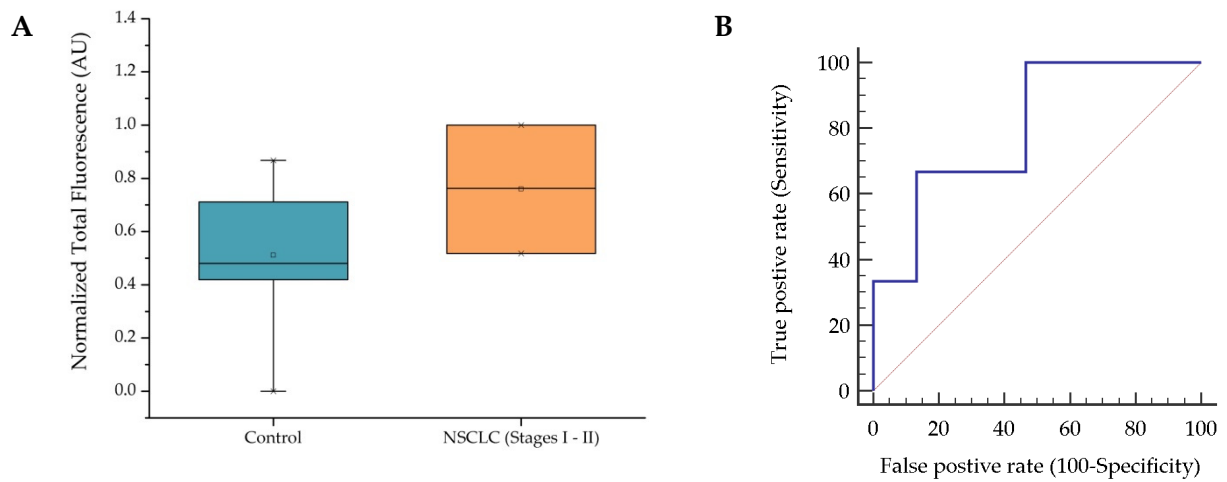 A
Normalized Total Fluorescence (AU)
1.4
1.2
1.0
0.8
0.6
0.4
0.2
0.0
Control
NSCLC (Stages I - II)
B
True postive rate (Sensitivity)
100
80
60
40
20
0
0
20
40
60
80
100
False postive rate (100-Specificity)